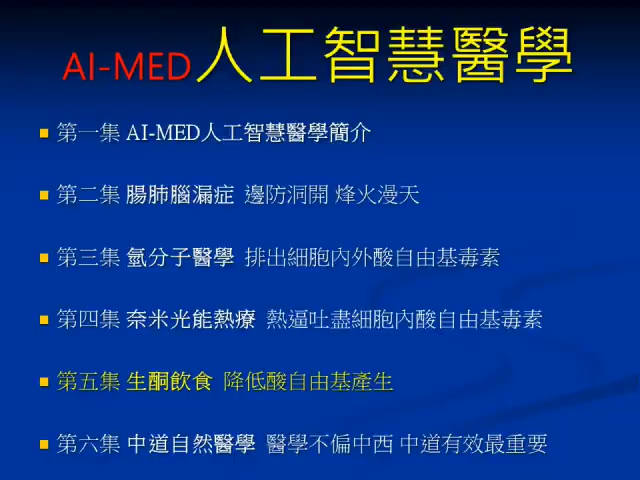 AI-MED人工智慧醫學
第一集 AI-MED人工智慧醫學簡介
第二集 腸肺腦漏症 邊防洞開 烽火漫天
第三集 氫分子醫學 排出細胞內外酸自由基毒素
第四集 奈米光能熱療 熱逼吐盡細胞內酸自由基毒素
第五集 生酮飲食 降低酸自由基產生
第六集 中道自然醫學 醫學不偏中西 中道有效最重要